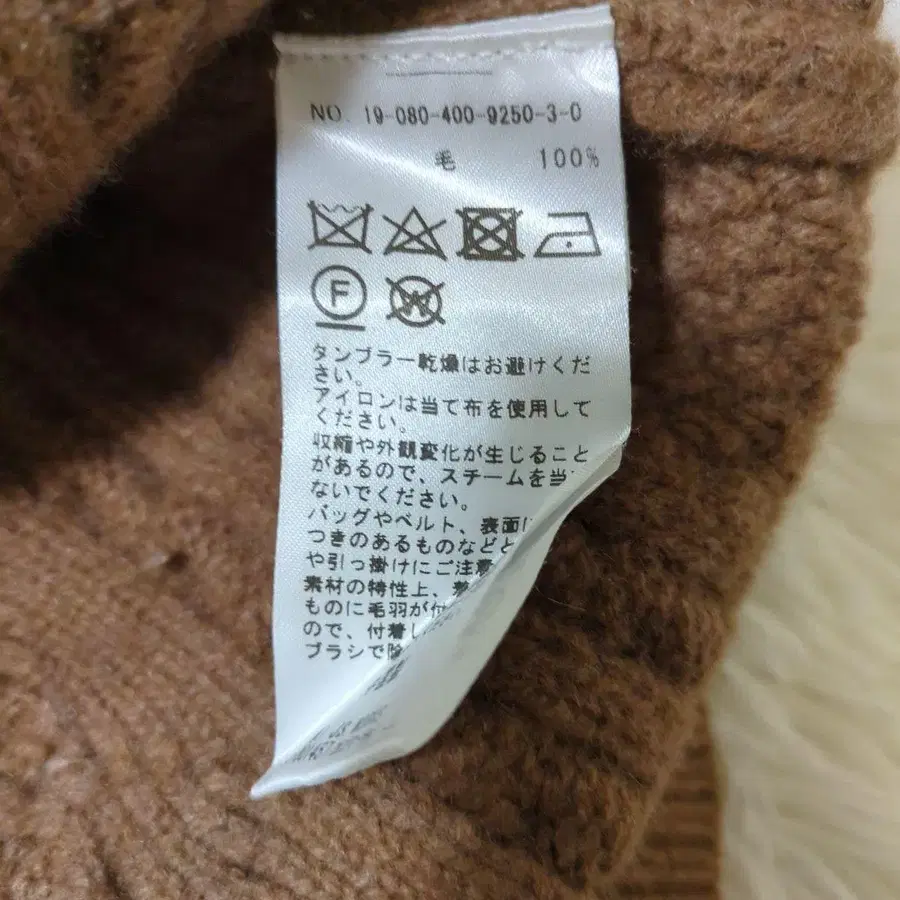 NO. 19-080-400-9250-3-0
毛 100%
F
W
タンブラー乾燥はお避けくだ
さい。
アイロンは当て布を使用して
ください。
収縮や外観変化が生じること
があるので、スチームを当
ないでください。
バッグやベルト、表面に
つきのあるものなどと
や引っ掛けにご注意
素材の特性上、着
ものに毛羽が付
ので、付着し
ブラシで除